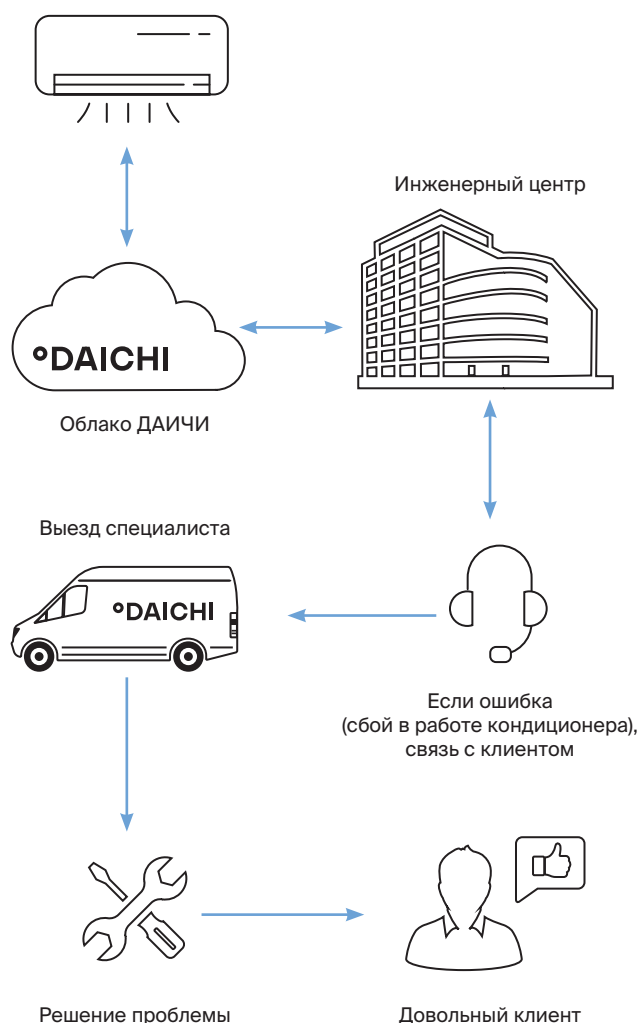 Инженерный центр
°DAICHI
Облако ДАИЧИ
Выезд специалиста
°DAICHI
Если ошибка
(сбой в работе кондиционера),
связь с клиентом
Решение проблемы
Довольный клиент